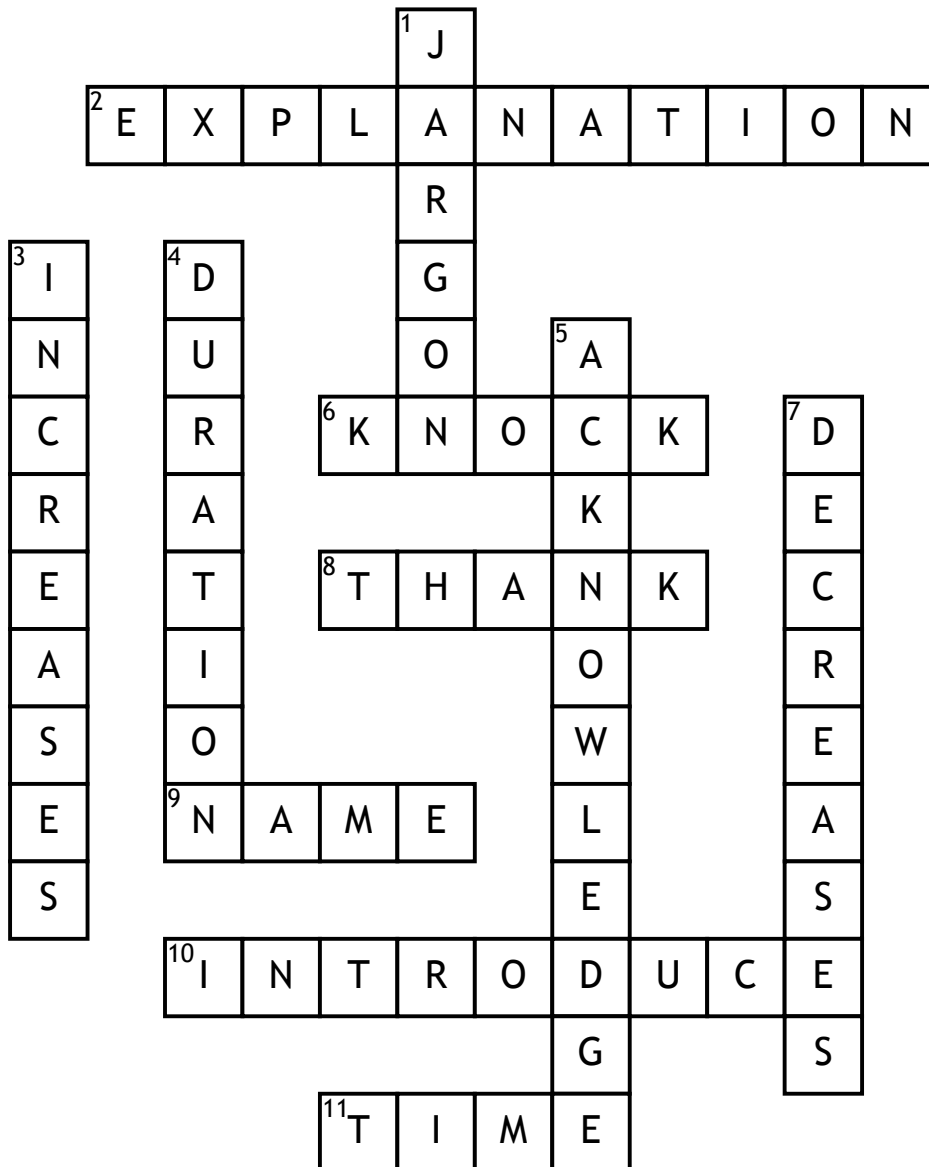 1 J
2 E X P L A N A T I O N
R
3 I 4 D G
N U O 5 A
C R 6 K N O C K 7 D
R A K E
E T 8 T H A N K C
A I O R
S O W E
E 9 N A M E L A
S E S
10 I N T R O D U C E
G S
11 T I M E